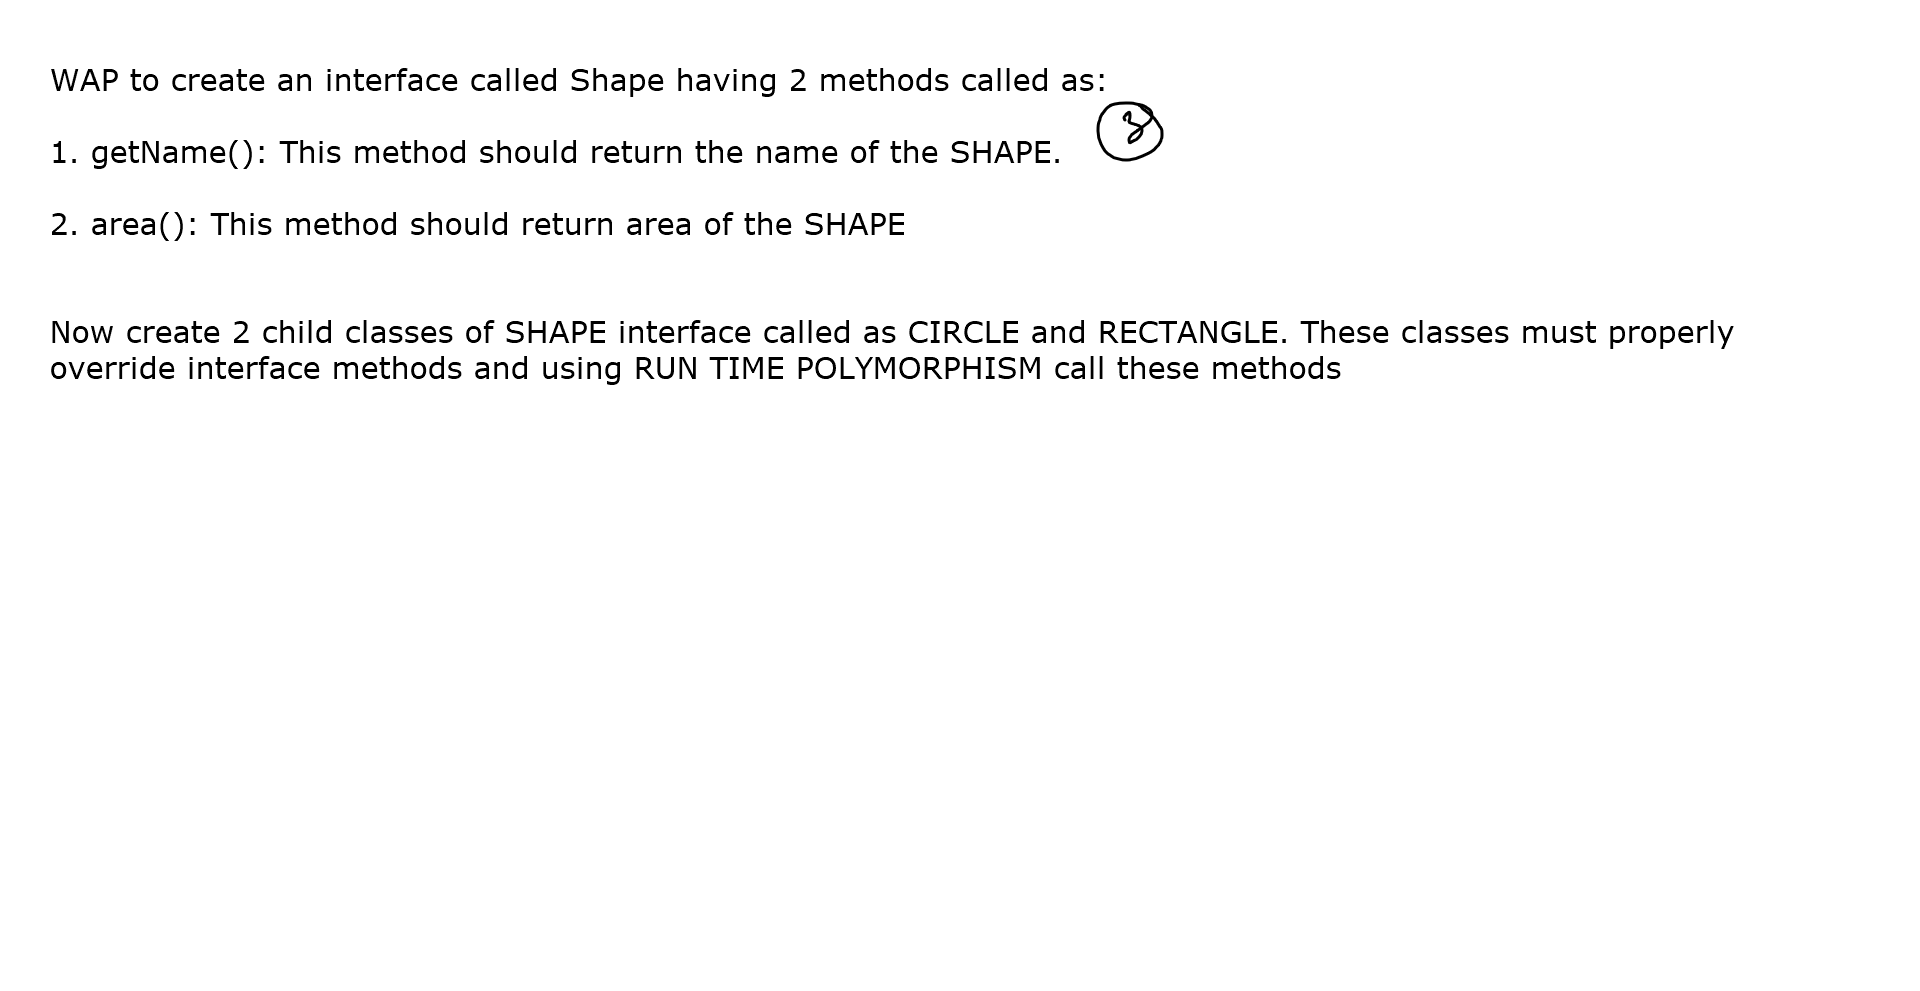 WAP to create an interface called Shape having 2 methods called as:
3
1. getName(): This method should return the name of the SHAPE.
2. area(): This method should return area of the SHAPE
Now create 2 child classes of SHAPE interface called as CIRCLE and RECTANGLE. These classes must properly
override interface methods and using RUN TIME POLYMORPHISM call these methods